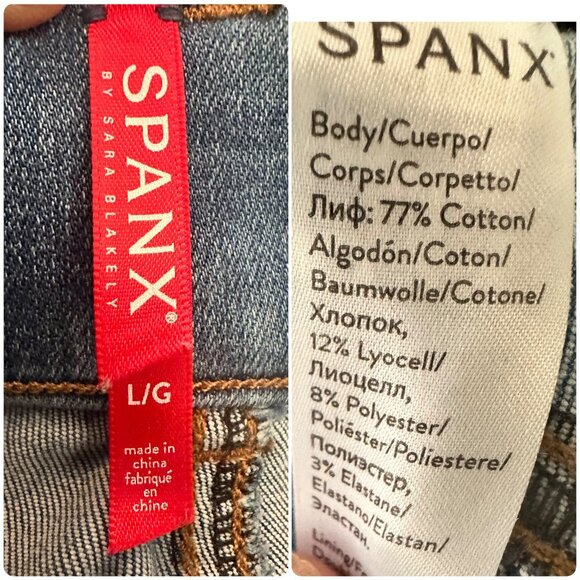 SPANX®
BY SARA BLAKELY
L/G
made in
china
fabriqué
en
chine
SPANX
Body/Cuerpo/
Corps/Corpetto/
Лиф: 77% Cotton/
Algodón/Coton/
Baumwolle/Cotone/
Хлопок,
12% Lyocell/
Лиоцелл,
8% Polyester/
Poliéster/Poliestere/
Полиэстер,
3% Elastane/
Elastano/Elastan/
Эластан.